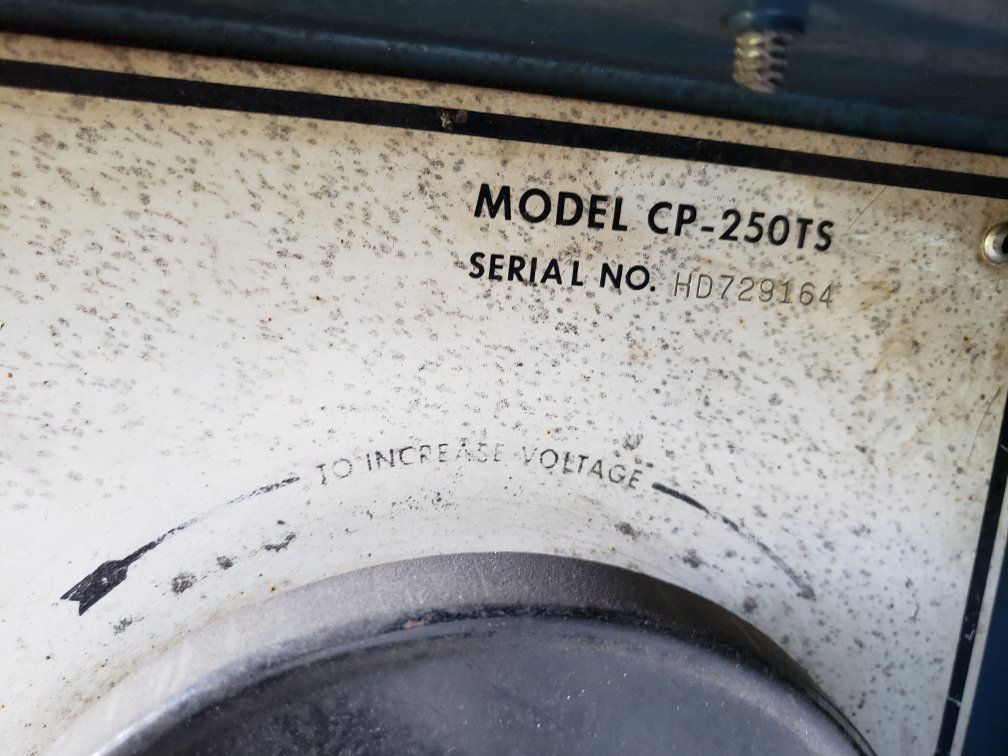 MODEL CP-250TS
SERIAL NO. HD729164
TO INCREASE VOLTAGE